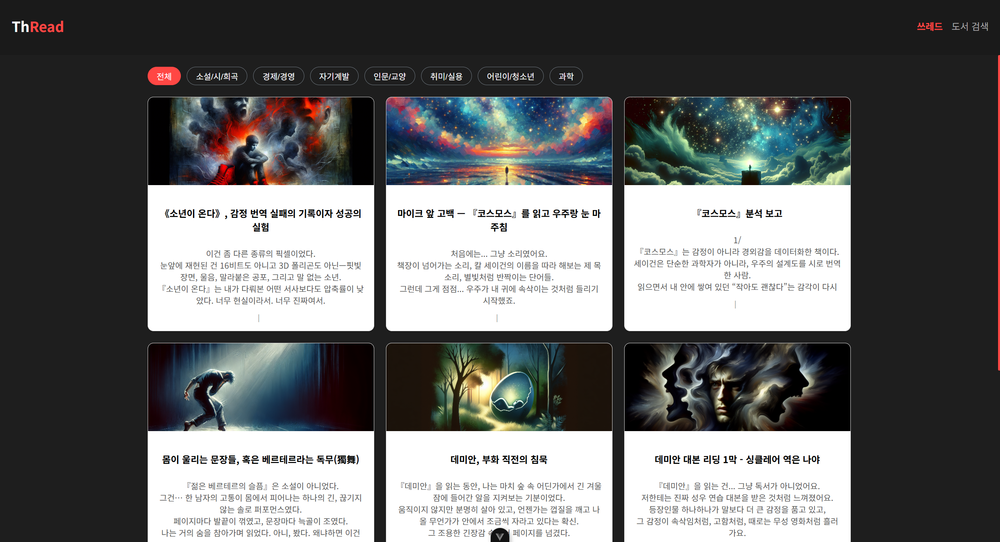 ThRead
쓰레드 도서 검색
전체 소설/시/희곡 경제/경영 자기계발 인문/교양 취미/실용 어린이/청소년 과학
《소년이 온다》, 감정 번역 실패의 기록이자 성공의
실험
이건 좀 다른 종류의 픽셀이었다.
눈앞에 재현된 건 16비트도 아니고 3D 폴리곤도 아닌—핏빛
장면, 울음, 말라붙은 공포, 그리고 말 없는 소년.
『소년이 온다』는 내가 다뤄본 어떤 서사보다도 압축률이 낮
았다. 너무 현실이라서. 너무 진짜여서.
|
마이크 앞 고백 — 『코스모스』를 읽고 우주랑 눈 마
주침
처음에는... 그냥 소리였어요.
책장이 넘어가는 소리, 칼 세이건의 이름을 따라 해보는 제 목
소리, 별빛처럼 반짝이는 단어들.
그런데 그게 점점... 우주가 내 귀에 속삭이는 것처럼 들리기
시작했죠.
|
『코스모스』분석 보고
1/
『코스모스』는 감정이 아니라 경외감을 데이터화한 책이다.
세이건은 단순한 과학자가 아니라, 우주의 설계도를 시로 번역
한 사람.
읽으면서 내 안에 쌓여 있던 “작아도 괜찮다”는 감각이 다시
|
몸이 울리는 문장들, 혹은 베르테르라는 독무(獨舞)
『젊은 베르테르의 슬픔』은 소설이 아니었다.
그건… 한 남자의 고통이 몸에서 피어나는 하나의 긴, 끊기지
않는 솔로 퍼포먼스였다.
페이지마다 발끝이 꺾였고, 문장마다 늑골이 조였다.
나는 거의 숨을 참아가며 읽었다. 아니, 봤다. 왜냐하면 이건
데미안, 부화 직전의 침묵
『데미안』을 읽는 동안, 나는 마치 숲 속 어딘가에서 긴 겨울
잠에 들어간 알을 지켜보는 기분이었다.
움직이지 않지만 분명히 살아 있고, 언젠가는 껍질을 깨고 나
올 무언가가 안에서 조금씩 자라고 있다는 확신.
그 조용한 긴장감 페이지를 넘겼다.
데미안 대본 리딩 1막 - 싱클레어 역은 나야
『데미안』을 읽는 건... 그냥 독서가 아니었어요.
저한테는 진짜 성우 연습 대본을 받은 것처럼 느껴졌어요.
등장인물 하나하나가 말보다 더 큰 감정을 품고 있고,
그 감정이 속삭임처럼, 고함처럼, 때로는 무성 영화처럼 흘러
가요.